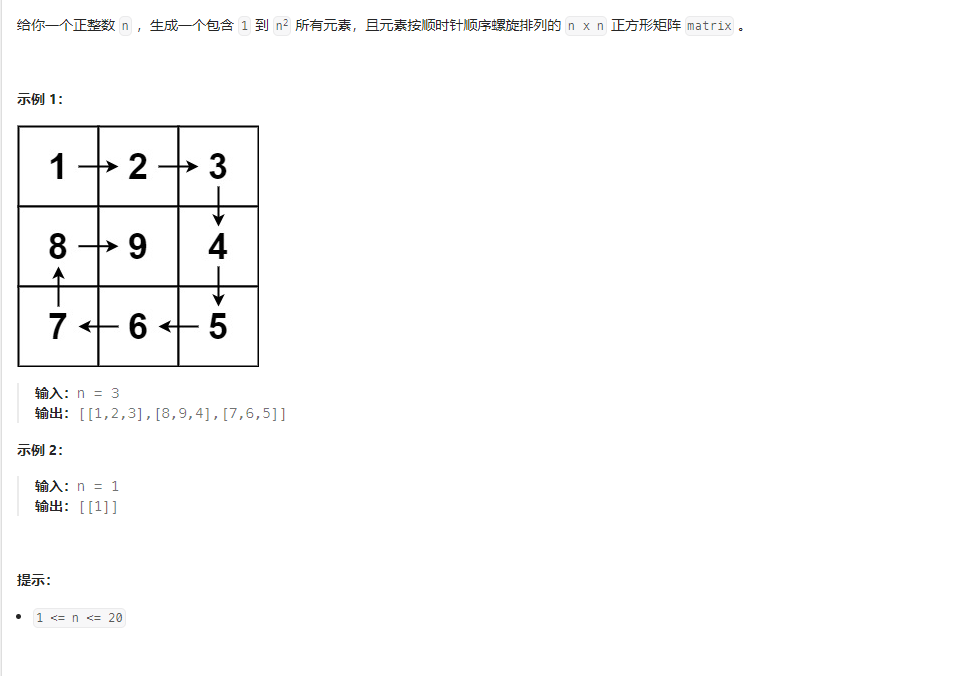 给你一个正整数 n ，生成一个包含 1 到 n² 所有元素，且元素按顺时针顺序螺旋排列的 n x n 正方形矩阵 matrix 。
示例 1：
1 2 3
8 9 4
7 6 5
输入：n = 3
输出：[[1,2,3],[8,9,4],[7,6,5]]
示例 2：
输入：n = 1
输出：[[1]]
提示：
1 <= n <= 20